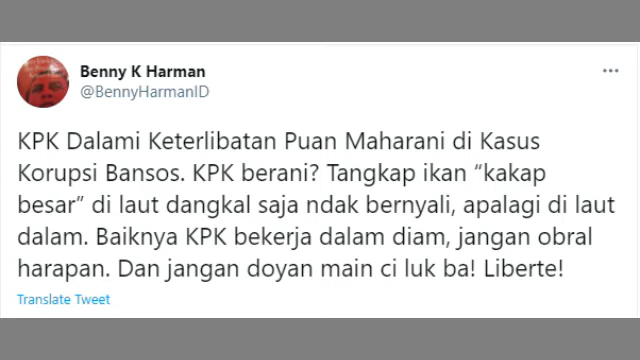 Benny K Harman
@BennyHarmanID
KPK Dalami Keterlibatan Puan Maharani di Kasus
Korupsi Bansos. KPK berani? Tangkap ikan “kakap
besar” di laut dangkal saja ndak bernyali, apalagi di laut
dalam. Baiknya KPK bekerja dalam diam, jangan obral
harapan. Dan jangan doyan main ci luk ba! Liberte!
Translate Tweet